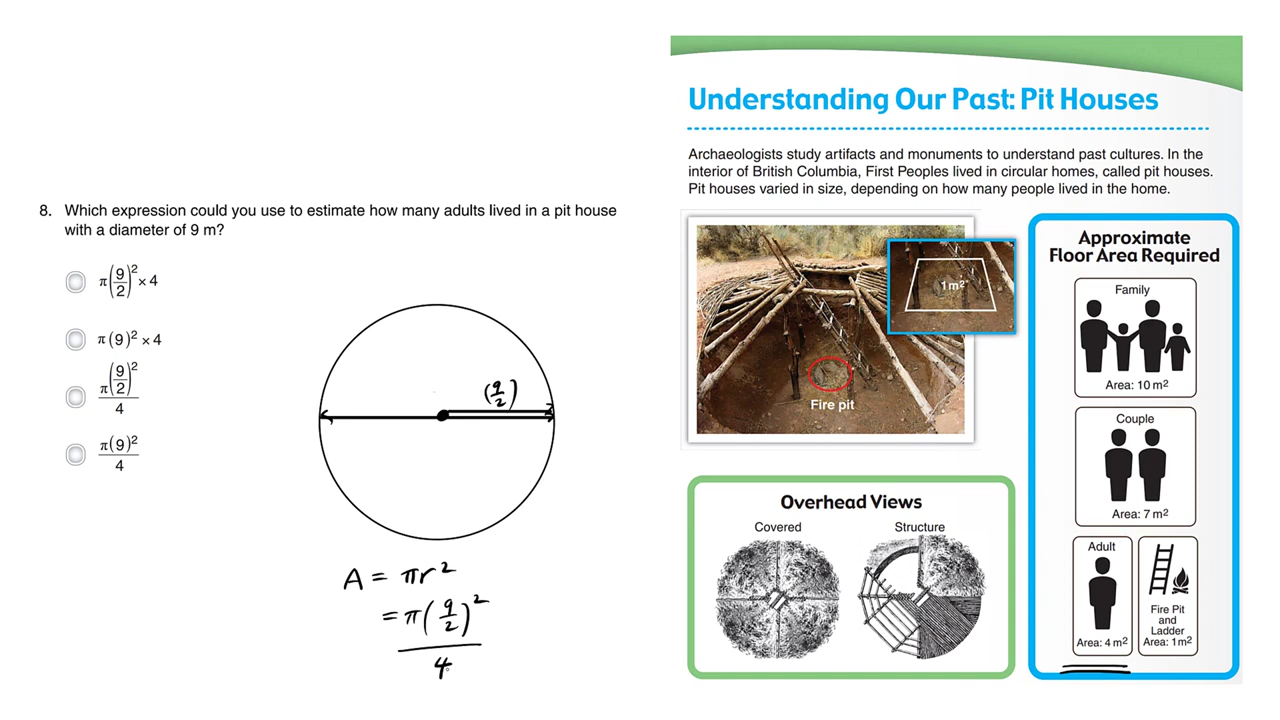 8. Which expression could you use to estimate how many adults lived in a pit house
with a diameter of 9 m?
π(9/2)² × 4
π(9)² × 4
π(9/2)²/4
π(9)²/4
(9/2)
A = πr²
= π(9/2)²
4
Understanding Our Past: Pit Houses
Archaeologists study artifacts and monuments to understand past cultures. In the
interior of British Columbia, First Peoples lived in circular homes, called pit houses.
Pit houses varied in size, depending on how many people lived in the home.
1 m²
Fire pit
Overhead Views
Covered
Structure
Approximate
Floor Area Required
Family
Area: 10 m²
Couple
Area: 7 m²
Adult
Area: 4 m²
Fire Pit
and
Ladder
Area: 1 m²